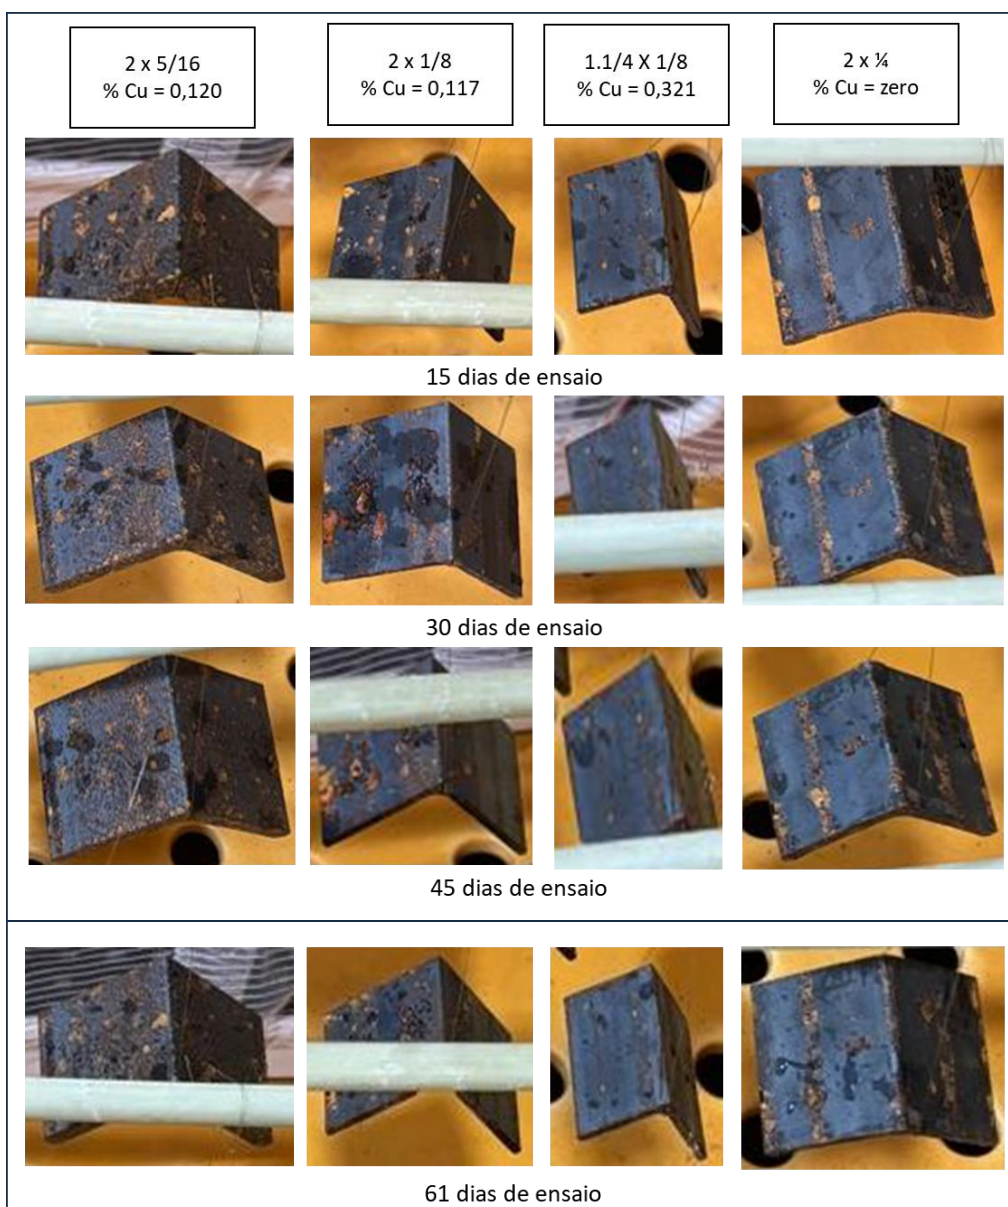 2 x 5/16
% Cu = 0,120
2 x 1/8
% Cu = 0,117
1.1/4 X 1/8
% Cu = 0,321
2 x ¼
% Cu = zero
15 dias de ensaio
30 dias de ensaio
45 dias de ensaio
61 dias de ensaio